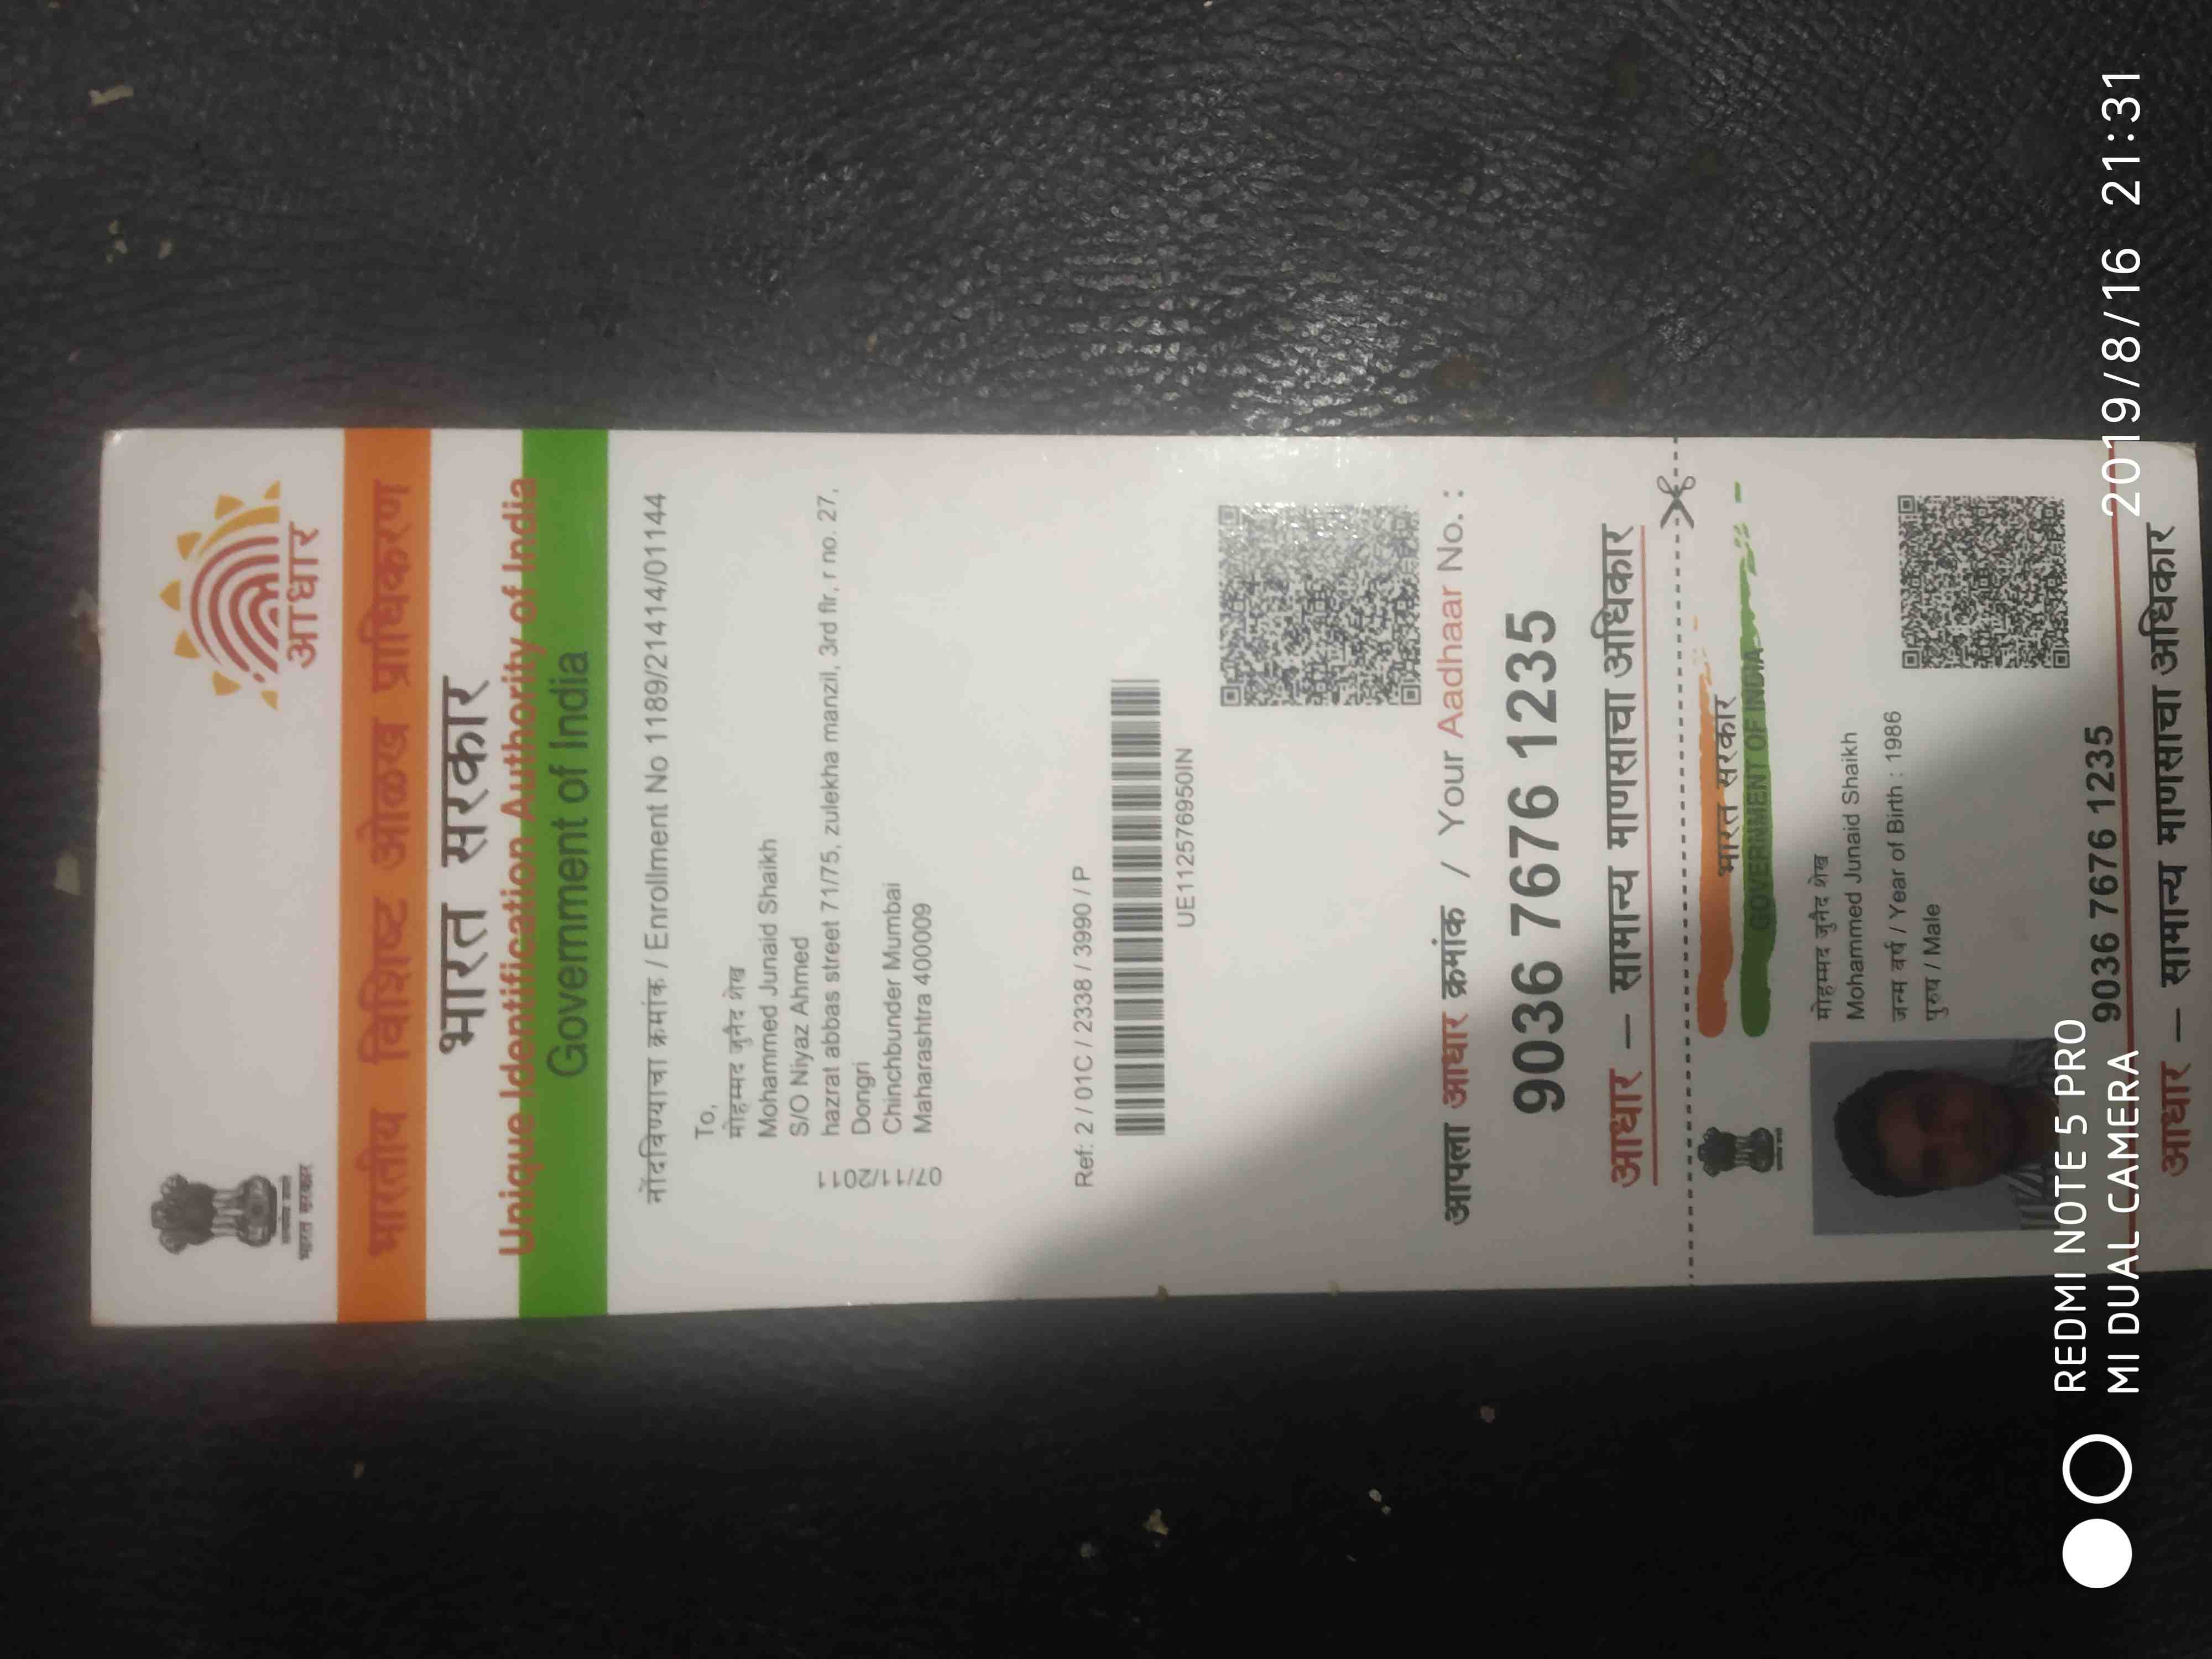 सत्यमेव जयते
भारत सरकार
आधार
भारतीय विशिष्ट ओळख प्राधिकरण
भारत सरकार
Unique Identification Authority of India
Government of India
नोंदविण्याचा क्रमांक / Enrollment No 1189/21414/01144
To,
मोहम्मद जुनैद शेख
Mohammed Junaid Shaikh
S/O Niyaz Ahmed
hazrat abbas street 71/75, zulekha manzil, 3rd flr, r no. 27,
Dongri
Chinchbunder Mumbai
Maharashtra 400009
07/11/2011
Ref: 2 / 01C / 2338 / 3990 / P
UE112576950IN
आपला आधार क्रमांक / Your Aadhaar No. :
9036 7676 1235
आधार – सामान्य माणसाचा अधिकार
भारत सरकार
GOVERNMENT OF INDIA
मोहम्मद जुनैद शेख
Mohammed Junaid Shaikh
जन्म वर्ष / Year of Birth : 1986
पुरुष / Male
9036 7676 1235
आधार – सामान्य माणसाचा अधिकार
REDMI NOTE 5 PRO
MI DUAL CAMERA
2019/8/16 21:31